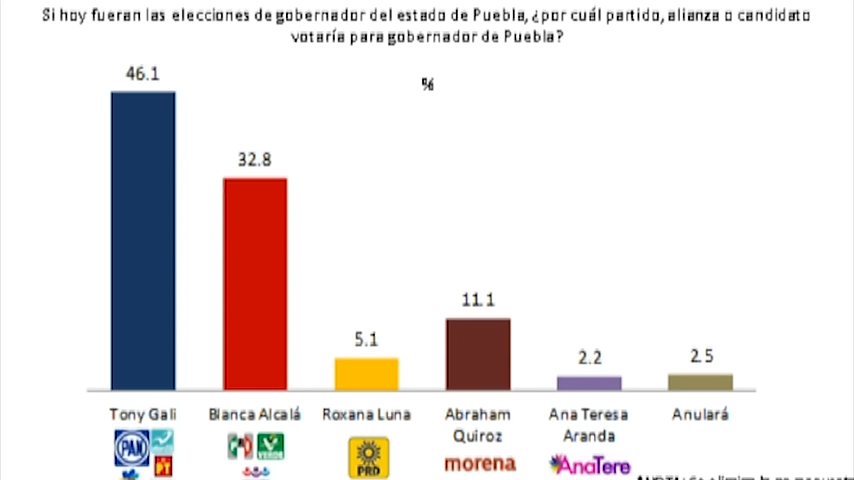 Si hoy fueran las elecciones de gobernador del estado de Puebla, ¿por cuál partido, alianza o candidato
votaría para gobernador de Puebla?
%
46.1
32.8
5.1
11.1
2.2
2.5
Tony Gali
Blanca Alcalá
Roxana Luna
Abraham
Quiroz
Ana Teresa
Aranda
Anulará
PAN
PT
PRI
VERDE
PRD
morena
AnaTere